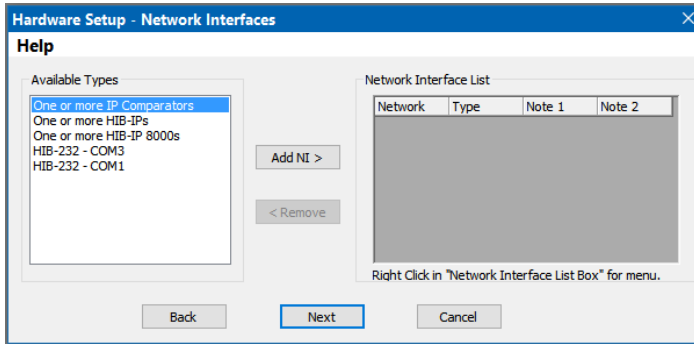 Hardware Setup - Network Interfaces
Help
Available Types
One or more IP Comparators
One or more HIB-IPs
One or more HIB-IP 8000s
HIB-232 - COM3
HIB-232 - COM1
Add NI >
< Remove
Network Interface List
Network Type Note 1 Note 2
Right Click in "Network Interface List Box" for menu.
Back Next Cancel